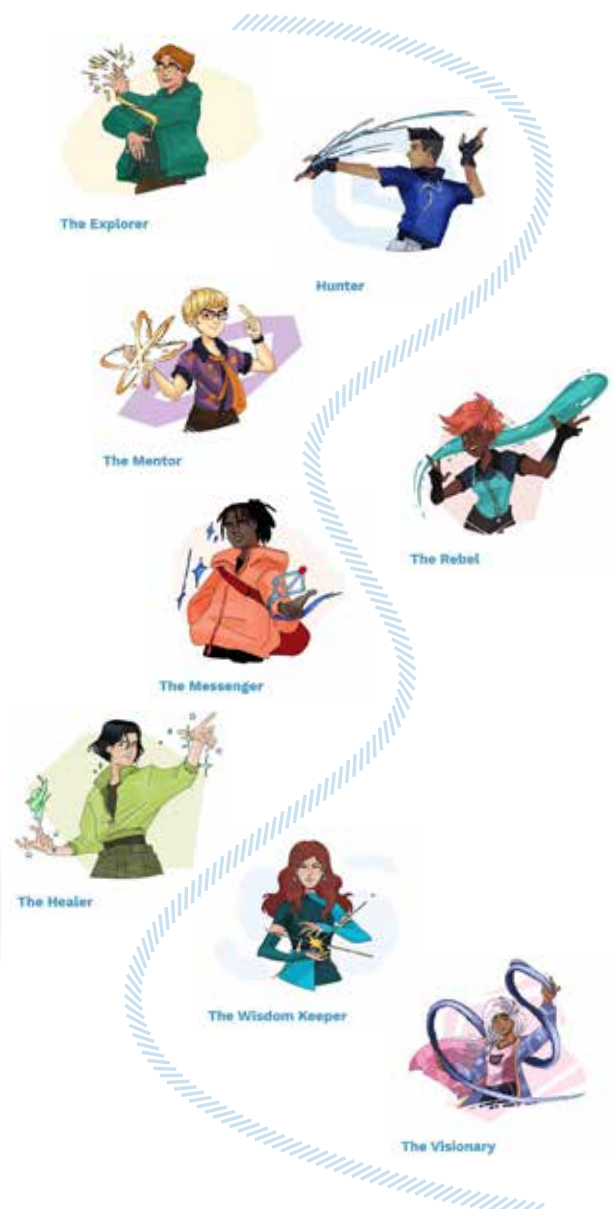 The Explorer
Hunter
The Mentor
The Rebel
The Messenger
The Healer
The Wisdom Keeper
The Visionary